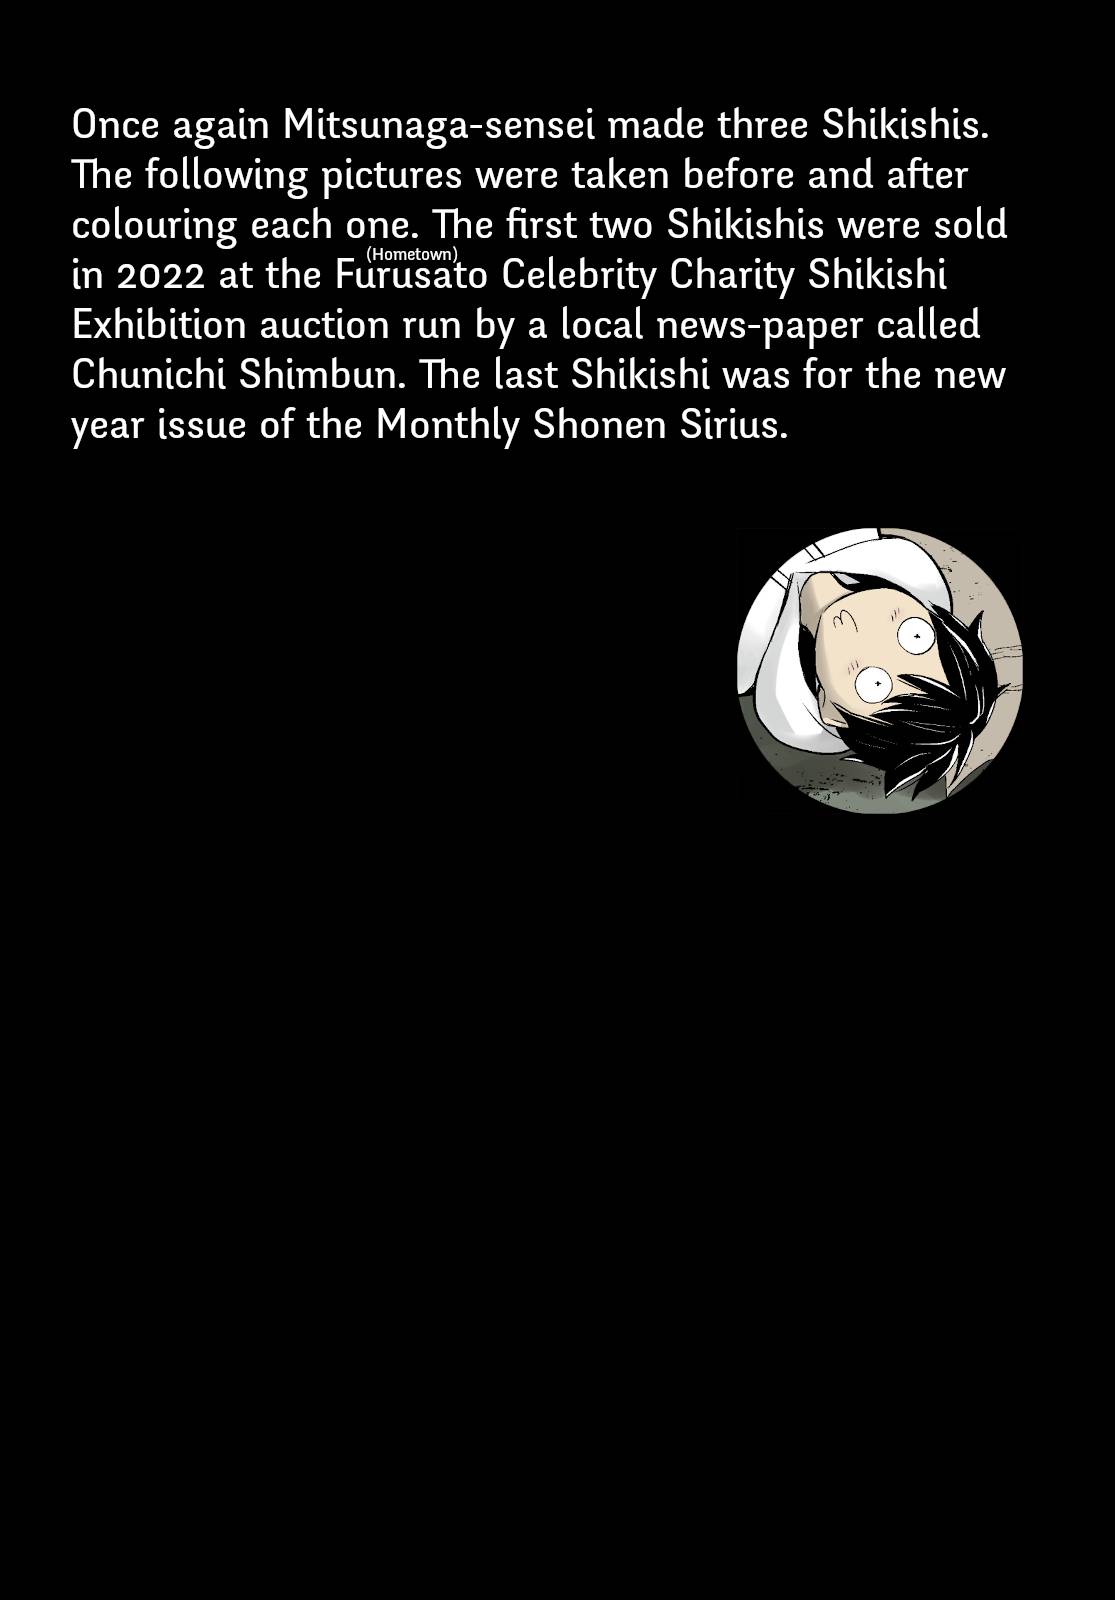 Once again Mitsunaga-sensei made three Shikishis.
The following pictures were taken before and after
colouring each one. The first two Shikishis were sold
(Hometown)
in 2022 at the Furusato Celebrity Charity Shikishi
Exhibition auction run by a local news-paper called
Chunichi Shimbun. The last Shikishi was for the new
year issue of the Monthly Shonen Sirius.